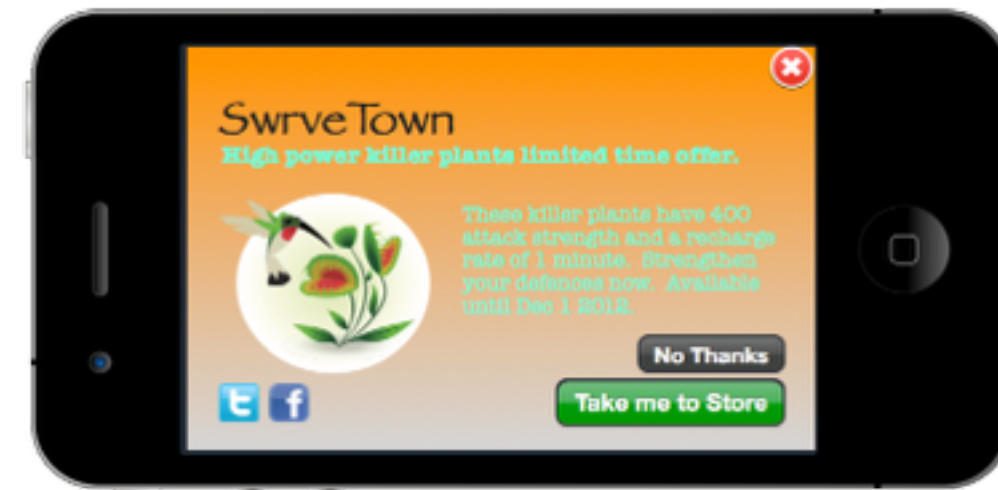 SwrveTown
High power killer plants limited time offer.
These killer plants have 400
attack strength and a recharge
rate of 1 minute. Strengthen
your defences now. Available
until Dec 1 2012.
No Thanks
Take me to Store